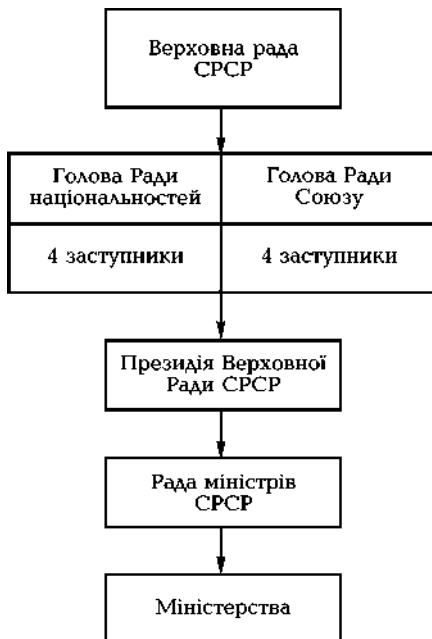 Верховна рада
СРСР
Голова Ради
національностей
Голова Ради
Союзу
4 заступники
4 заступники
Президія Верховної
Ради СРСР
Рада міністрів
СРСР
Міністерства